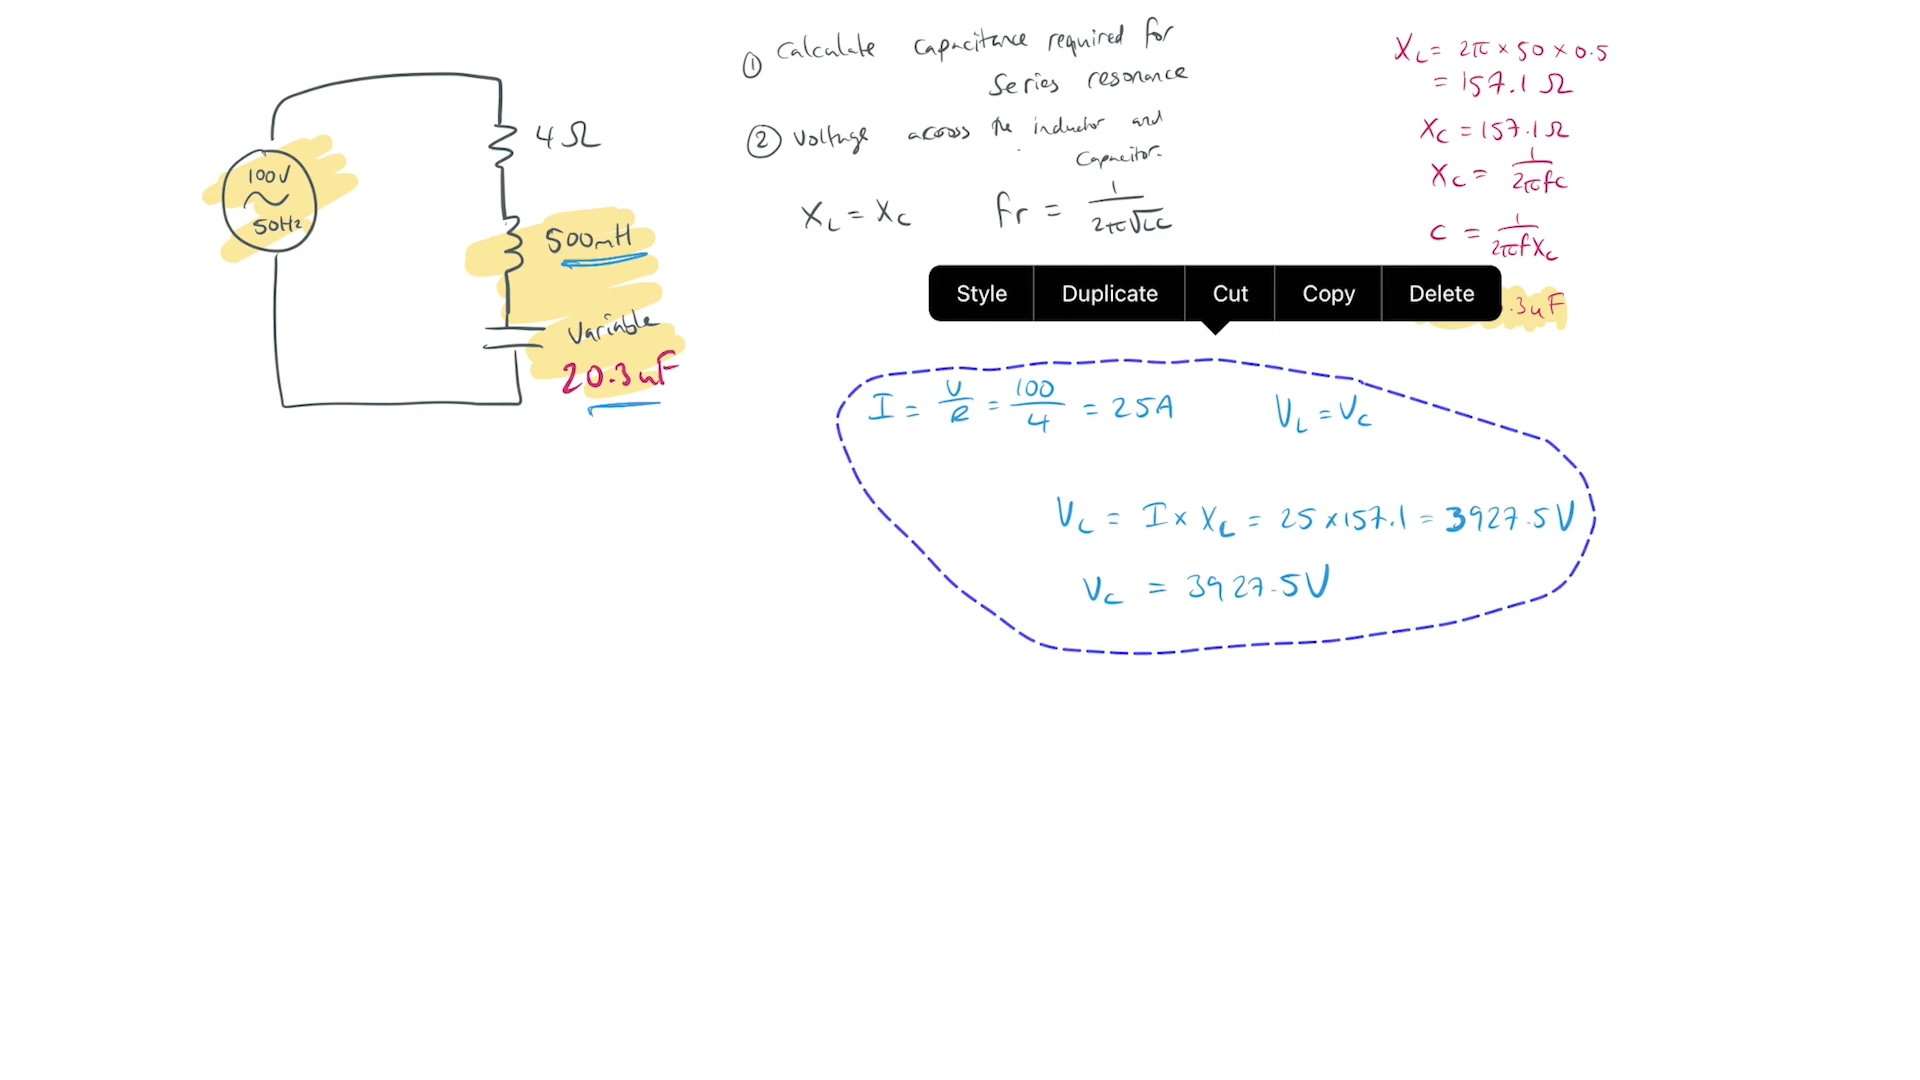 100V
50Hz
4Ω
500mH
Variable
20.3uF
① Calculate capacitance required for
Series resonance
② Voltage across the inductor and
Capacitor.
XL = XC fr = 1/2π√LC
XL = 2π × 50 × 0.5
= 157.1 Ω
XC = 157.1Ω
XC = 1/2πfC
C = 1/2πfXC
.3uF
Style Duplicate Cut Copy Delete
I = V/R = 100/4 = 25A VL = VC
VL = I × XL = 25 × 157.1 = 3927.5V
VC = 3927.5V